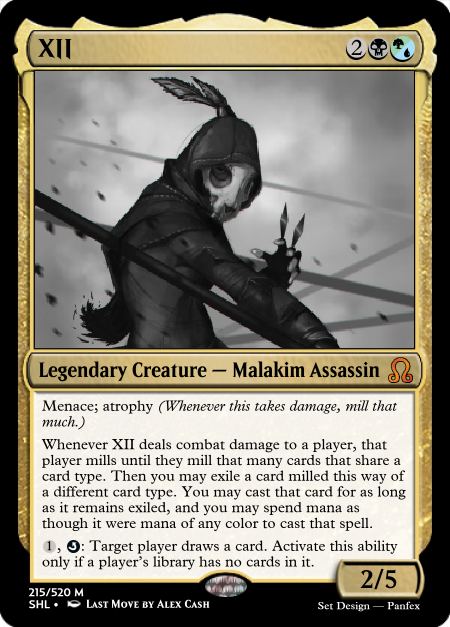 XII 2
Legendary Creature — Malakim Assassin
Menace; atrophy (Whenever this takes damage, mill that
much.)
Whenever XII deals combat damage to a player, that
player mills until they mill that many cards that share a
card type. Then you may exile a card milled this way of
a different card type. You may cast that card for as long
as it remains exiled, and you may spend mana as
though it were mana of any color to cast that spell.
1, : Target player draws a card. Activate this ability
only if a player's library has no cards in it.
2/5
215/520 M
SHL • Last Move by Alex Cash
Set Design — Panfex